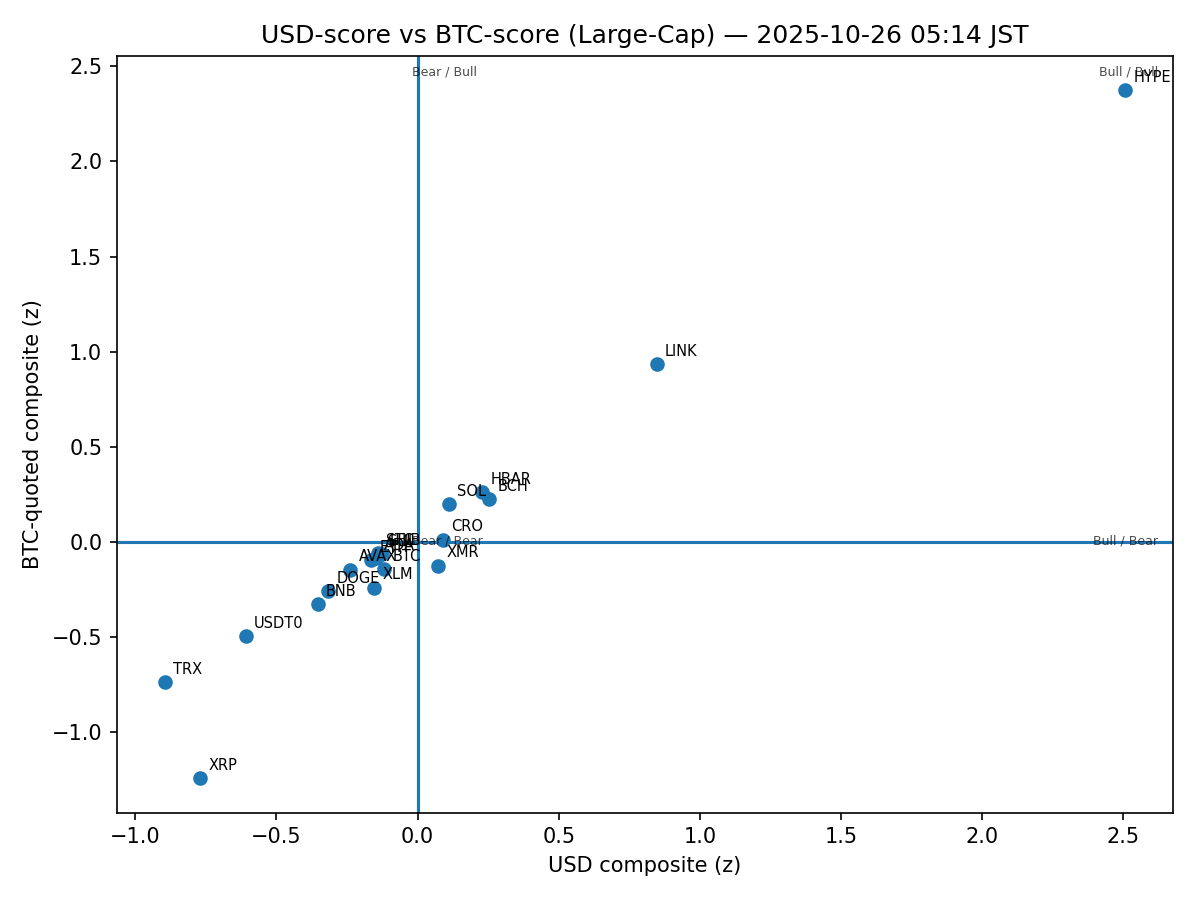 USD-score vs BTC-score (Large-Cap) — 2025-10-26 05:14 JST
BTC-quoted composite (z)
2.5
2.0
1.5
1.0
0.5
0.0
−0.5
−1.0
Bear / Bull
Bull / Bull
HYPE
LINK
HBAR
BCH
SOL
CRO
Bear / Bear
Bull / Bear
XMR
AVAX
BTC
XLM
DOGE
BNB
USDT0
TRX
XRP
−1.0
−0.5
0.0
0.5
1.0
1.5
2.0
2.5
USD composite (z)